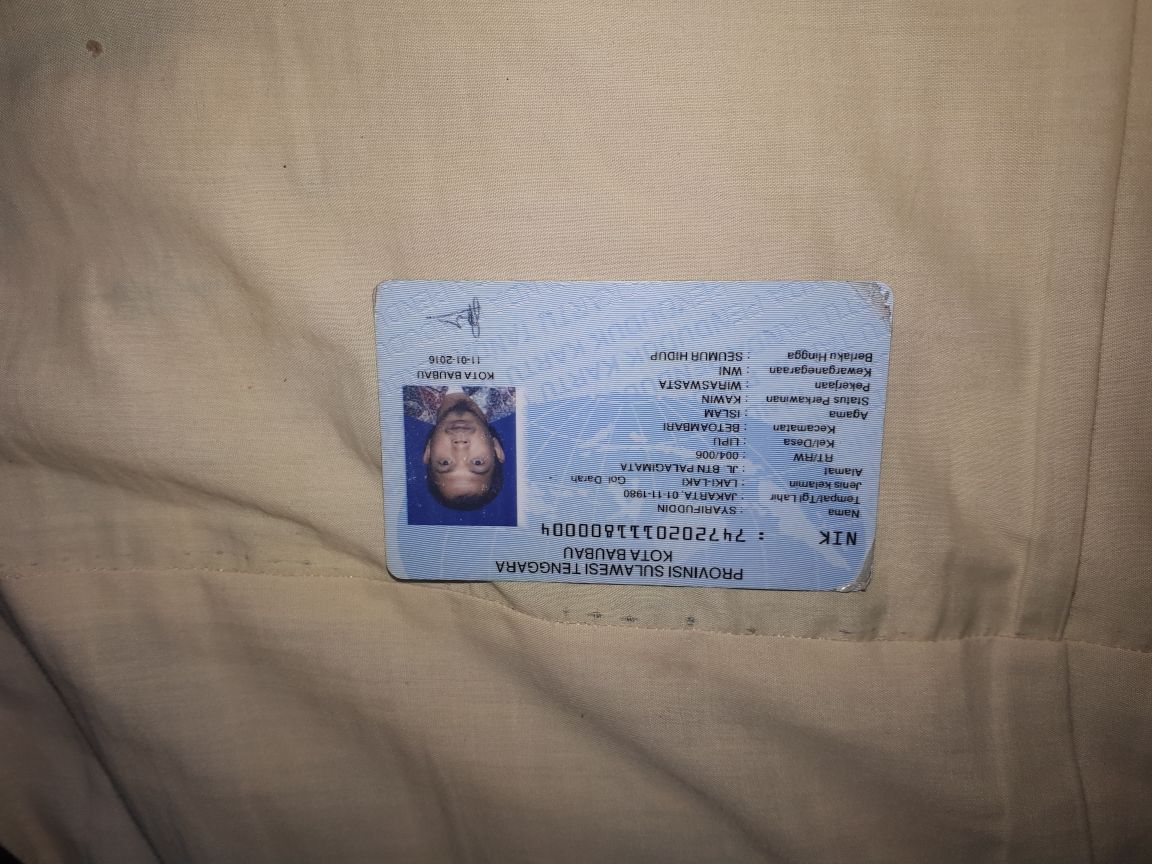 PROVINSI SULAWESI TENGGARA
KOTA BAUBAU
NIK : 7472020111800004
Nama : SYARIFUDDIN
Tempat/Tgl Lahir : JAKARTA, 01-11-1980
Jenis kelamin : LAKI-LAKI Gol. Darah -
Alamat : JL. BTN PALAGIMATA
RT/RW : 004/006
Kel/Desa : LIPU
Kecamatan : BETOAMBARI
Agama : ISLAM
Status Perkawinan : KAWIN
Pekerjaan : WIRASWASTA
Kewarganegaraan : WNI
Berlaku Hingga : SEUMUR HIDUP
KOTA BAUBAU
11-01-2016